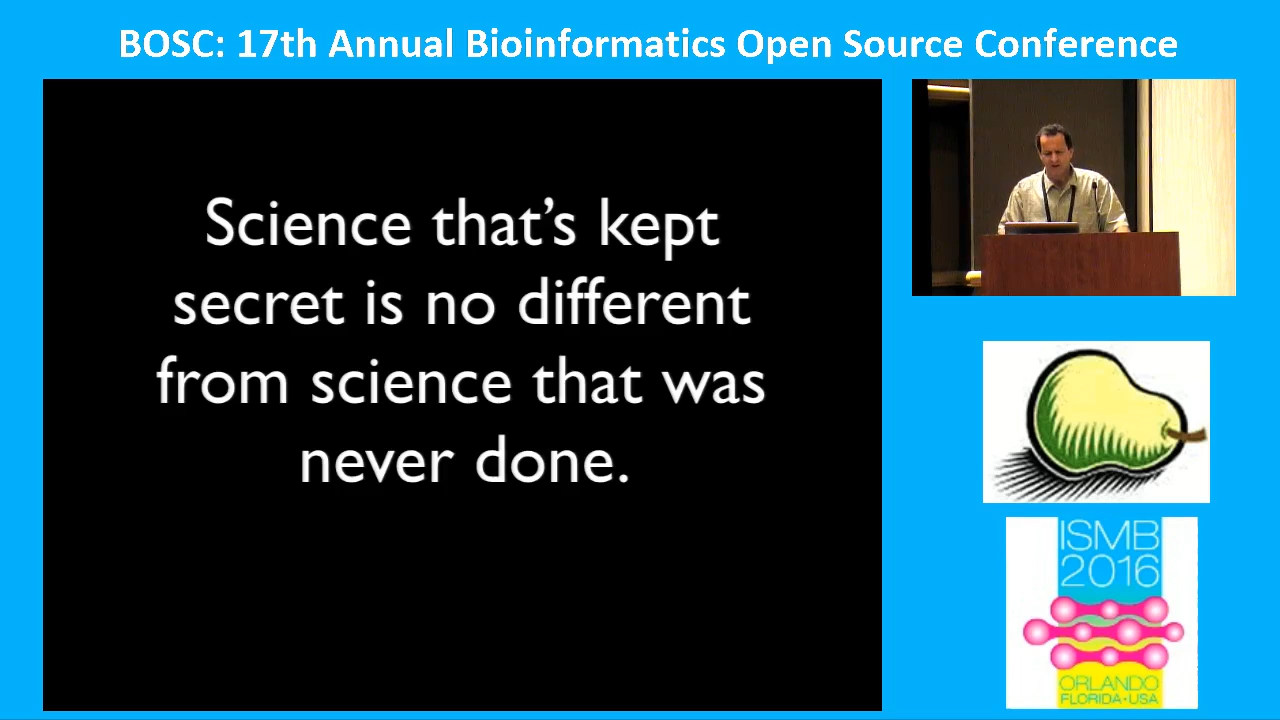 BOSC: 17th Annual Bioinformatics Open Source Conference
Science that’s kept
secret is no different
from science that was
never done.
ISMB
2016
ORLANDO
FLORIDA • USA